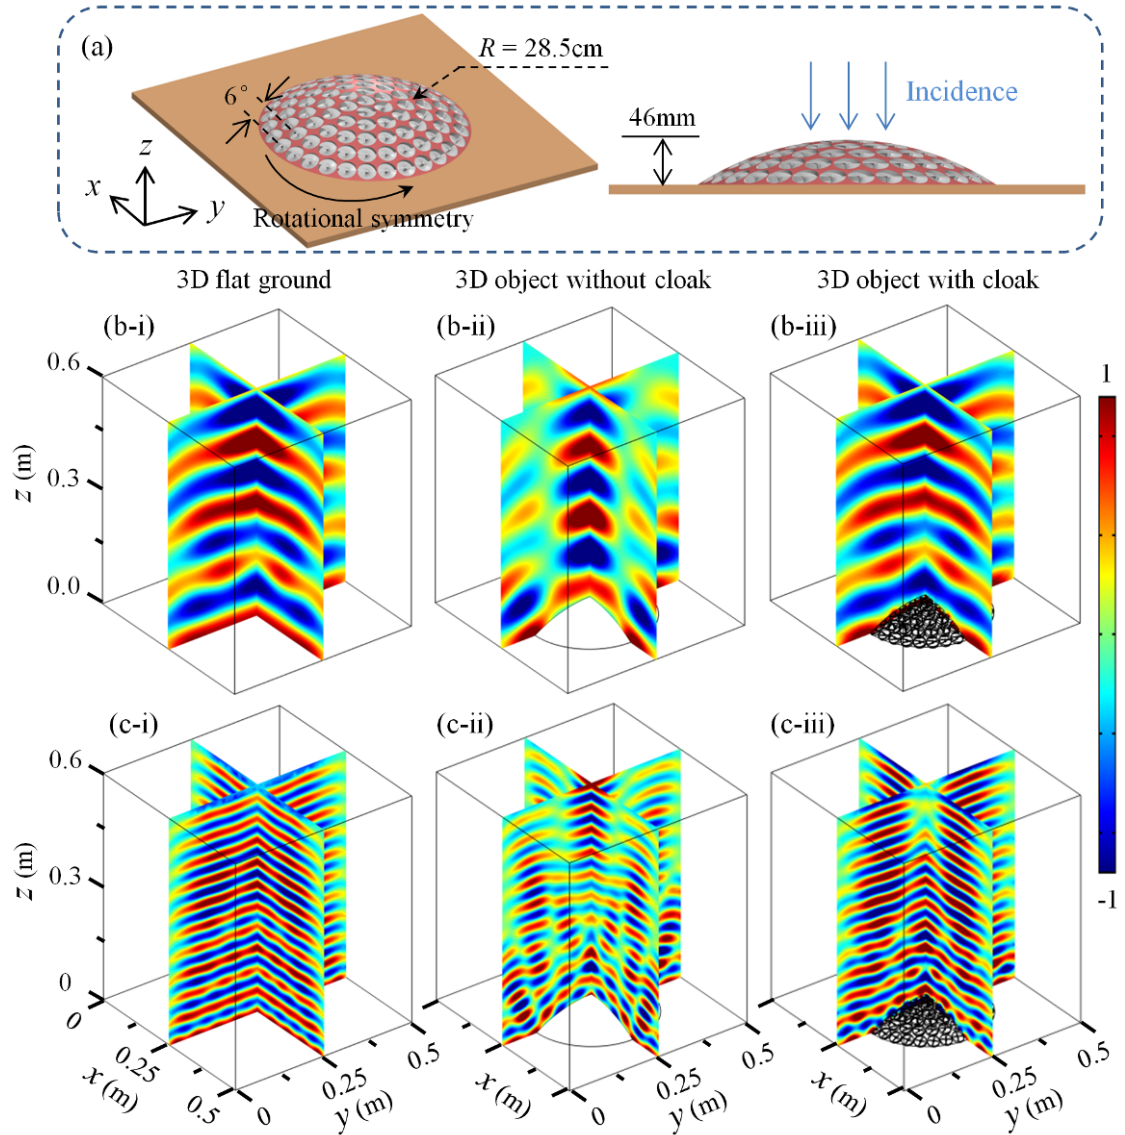 (a)
R = 28.5cm
6°
46mm
Incidence
z
x
y
Rotational symmetry
3D flat ground
3D object without cloak
3D object with cloak
(b-i)
(b-ii)
(b-iii)
0.6
0.3
0.0
z (m)
1
-1
(c-i)
(c-ii)
(c-iii)
0.6
0.3
0
z (m)
0
0.25
0.5
x (m)
0
0.25
0.5
y (m)
x (m)
0
0.25
0.5
y (m)
x (m)
0
0.25
0.5
y (m)